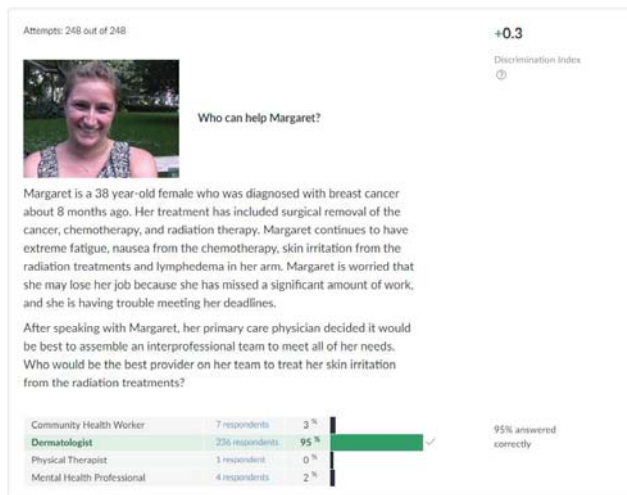 Attempts: 248 out of 248
+0.3
Discrimination Index
?
Who can help Margaret?
Margaret is a 38 year-old female who was diagnosed with breast cancer
about 8 months ago. Her treatment has included surgical removal of the
cancer, chemotherapy, and radiation therapy. Margaret continues to have
extreme fatigue, nausea from the chemotherapy, skin irritation from the
radiation treatments and lymphedema in her arm. Margaret is worried that
she may lose her job because she has missed a significant amount of work,
and she is having trouble meeting her deadlines.
After speaking with Margaret, her primary care physician decided it would
be best to assemble an interprofessional team to meet all of her needs.
Who would be the best provider on her team to treat her skin irritation
from the radiation treatments?
Community Health Worker 7 respondents 3 %
Dermatologist 236 respondents 95 %
Physical Therapist 1 respondent 0 %
Mental Health Professional 4 respondents 2 %
95% answered
correctly